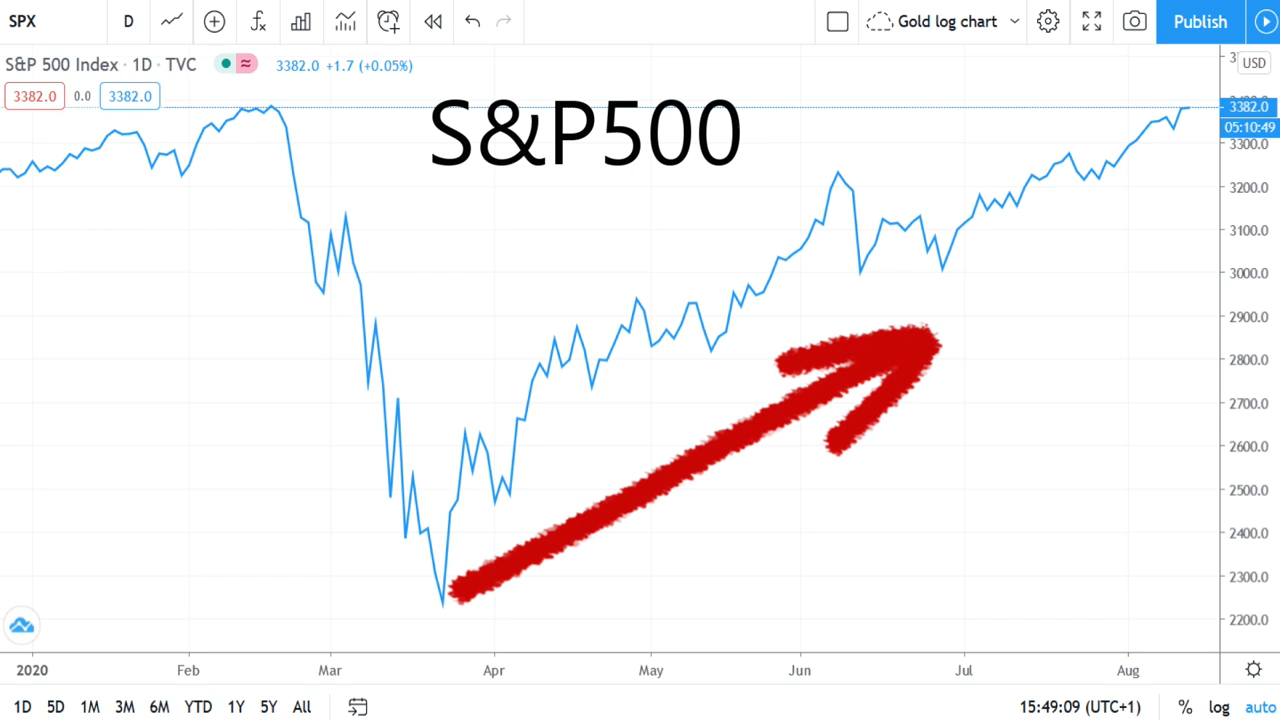 SPX D Gold log chart Publish
S&P 500 Index · 1D · TVC 3382.0 +1.7 (+0.05%) USD
3382.0 0.0 3382.0
S&P500
3382.0
05:10:49
3300.0
3200.0
3100.0
3000.0
2900.0
2800.0
2700.0
2600.0
2500.0
2400.0
2300.0
2200.0
2020 Feb Mar Apr May Jun Jul Aug
1D 5D 1M 3M 6M YTD 1Y 5Y All 15:49:09 (UTC+1) % log auto